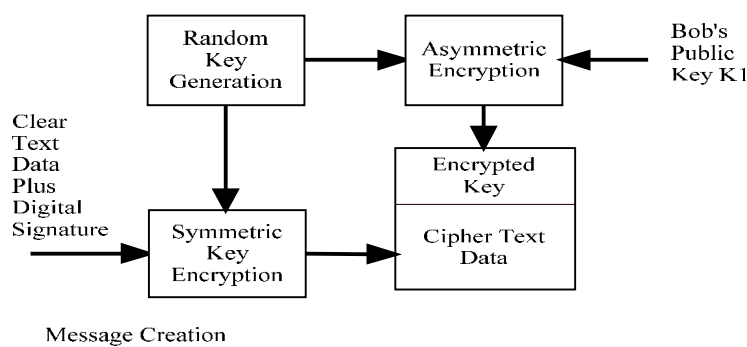 Random
Key
Generation
Asymmetric
Encryption
Bob's
Public
Key K1
Clear
Text
Data
Plus
Digital
Signature
Symmetric
Key
Encryption
Encrypted
Key
Cipher Text
Data
Message Creation